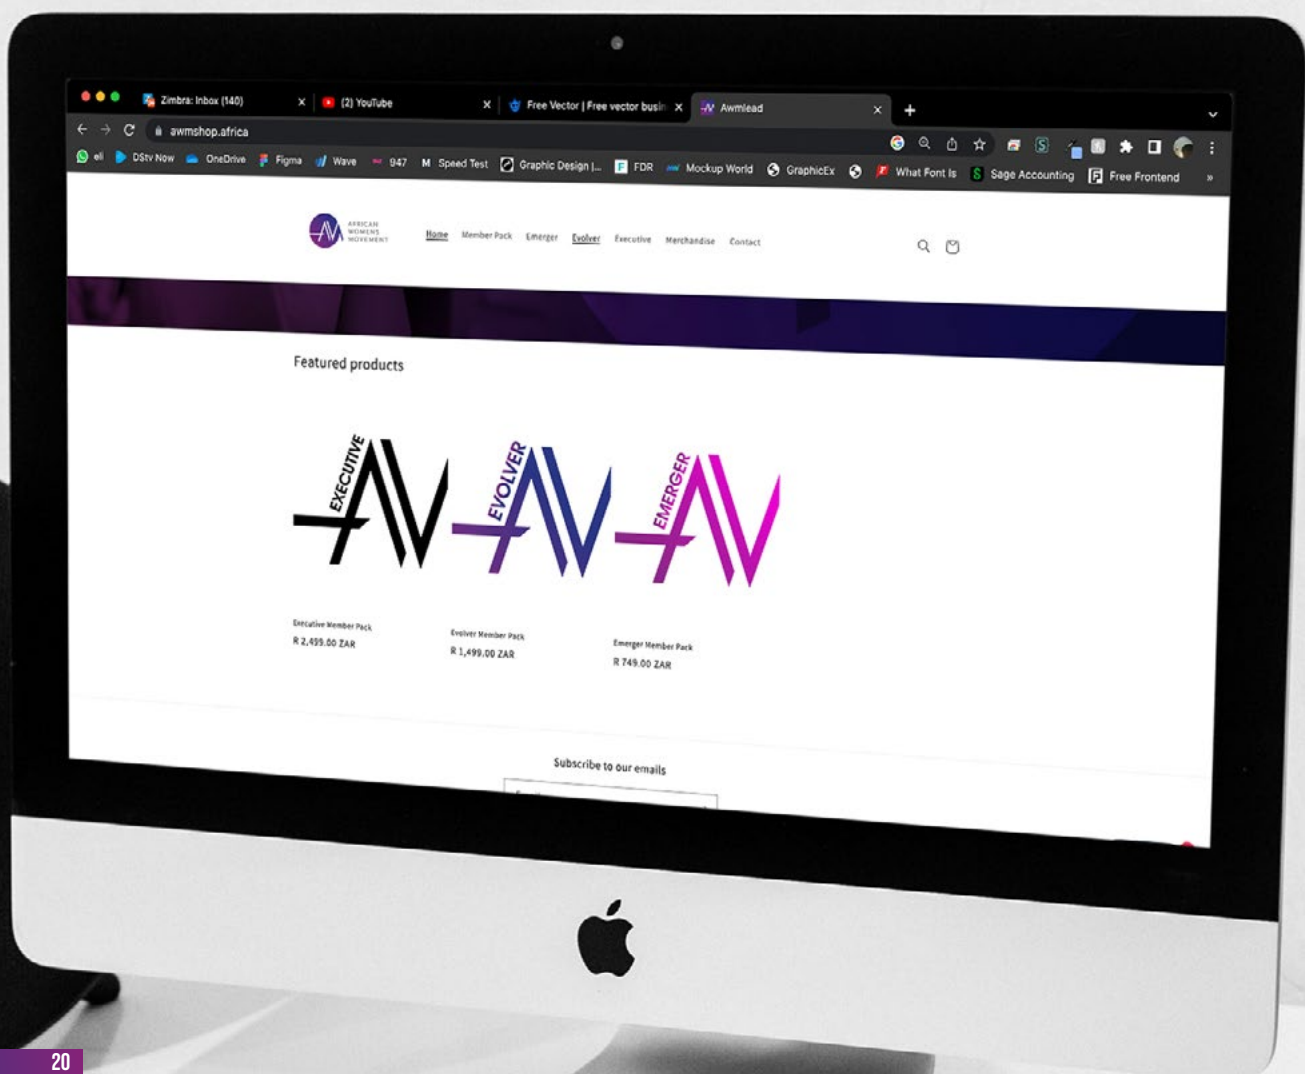 Zimbra: Inbox (140)
(2) YouTube
Free Vector | Free vector busin
Awmlead
awmshop.africa
eli
DStv Now
OneDrive
Figma
Wave
947
Speed Test
Graphic Design |...
FDR
Mockup World
GraphicEx
What Font Is
Sage Accounting
Free Frontend
»
AFRICAN
WOMENS
MOVEMENT
Home
Member Pack
Emerger
Evolver
Executive
Merchandise
Contact
Featured products
EXECUTIVE
EVOLVER
EMERGER
Executive Member Pack
R 2,499.00 ZAR
Evolver Member Pack
R 1,499.00 ZAR
Emerger Member Pack
R 749.00 ZAR
Subscribe to our emails
20